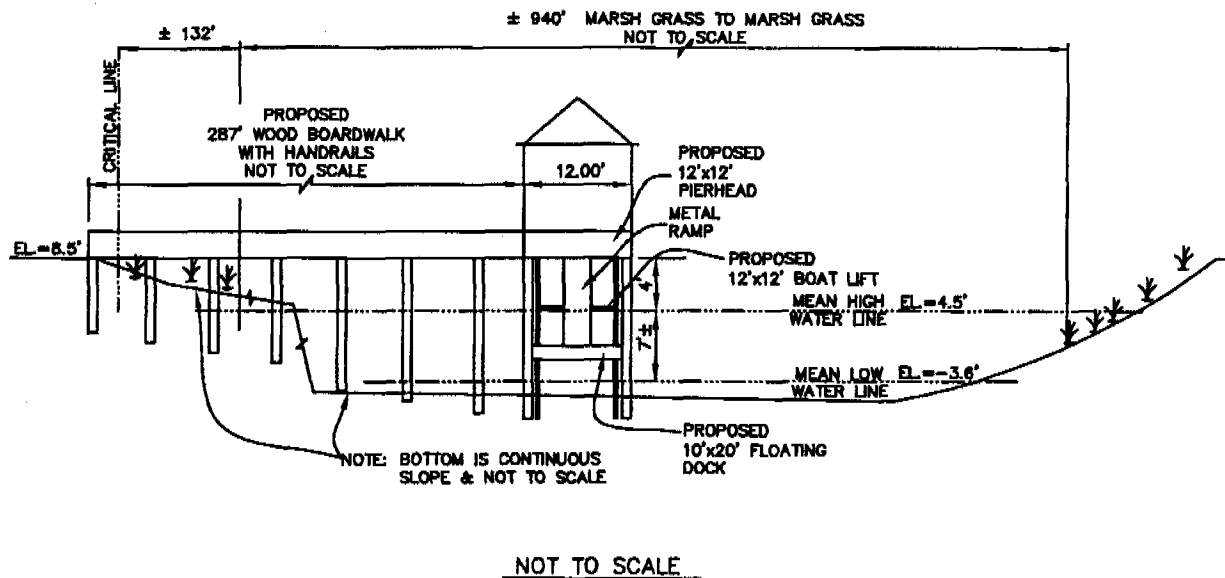 ± 940' MARSH GRASS TO MARSH GRASS
NOT TO SCALE
± 132'
CRITICAL LINE
PROPOSED
287' WOOD BOARDWALK
WITH HANDRAILS
NOT TO SCALE
12.00'
PROPOSED
12'x12'
PIERHEAD
METAL
RAMP
EL.=8.5'
PROPOSED
12'x12' BOAT LIFT
4'
MEAN HIGH EL.=4.5'
WATER LINE
7'±
MEAN LOW EL.=-3.6'
WATER LINE
PROPOSED
10'x20' FLOATING
DOCK
NOTE: BOTTOM IS CONTINUOUS
SLOPE & NOT TO SCALE
NOT TO SCALE